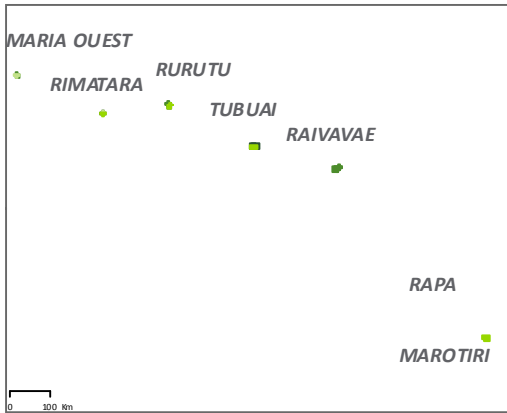 MARIA OUEST
RURUTU
RIMATARA
TUBUAI
RAIVAVAE
RAPA
MAROTIRI
0 100 Km